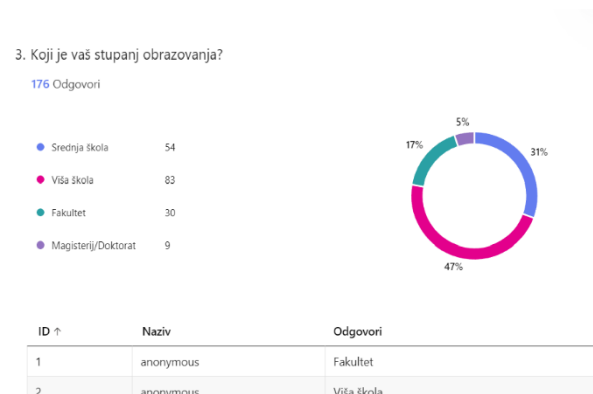 3. Koji je vaš stupanj obrazovanja?
176 Odgovori
Srednja škola 54
Viša škola 83
Fakultet 30
Magisterij/Doktorat 9
5%
17%
31%
47%
ID ↑ Naziv Odgovori
1 anonymous Fakultet
2 anonymous Viša škola